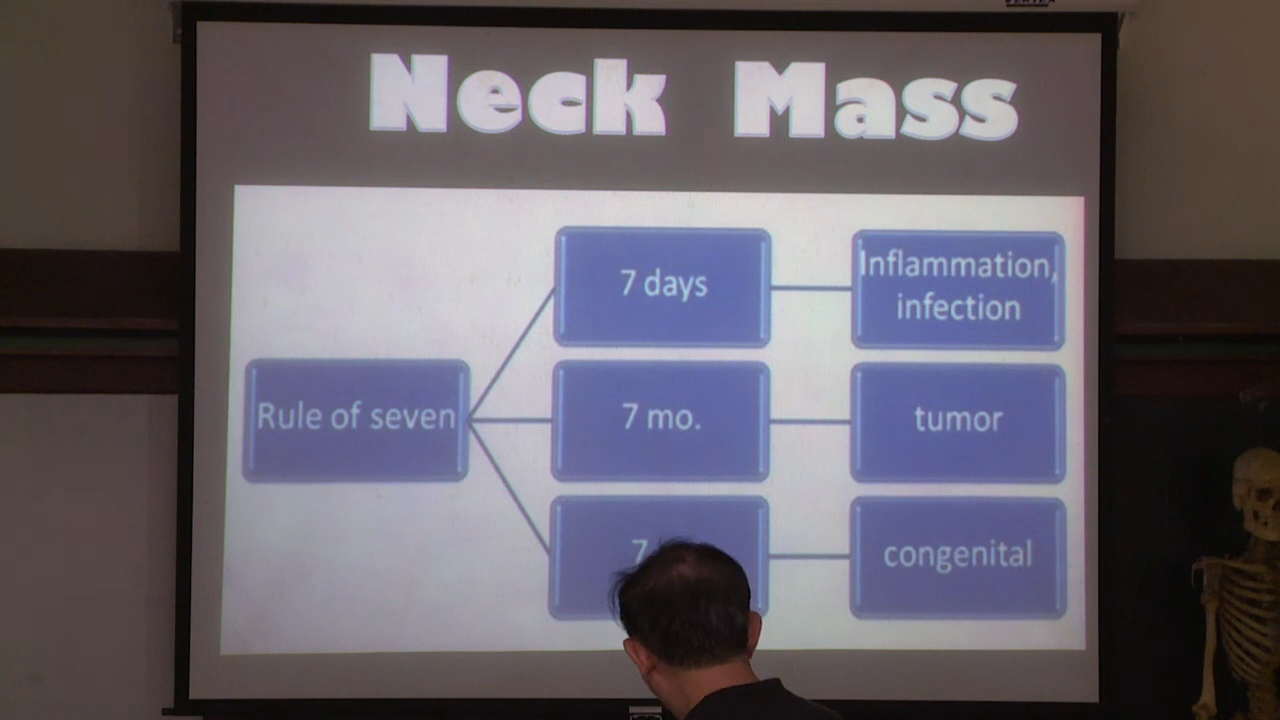 Neck Mass
Rule of seven
7 days
Inflammation,
infection
7 mo.
tumor
7
congenital